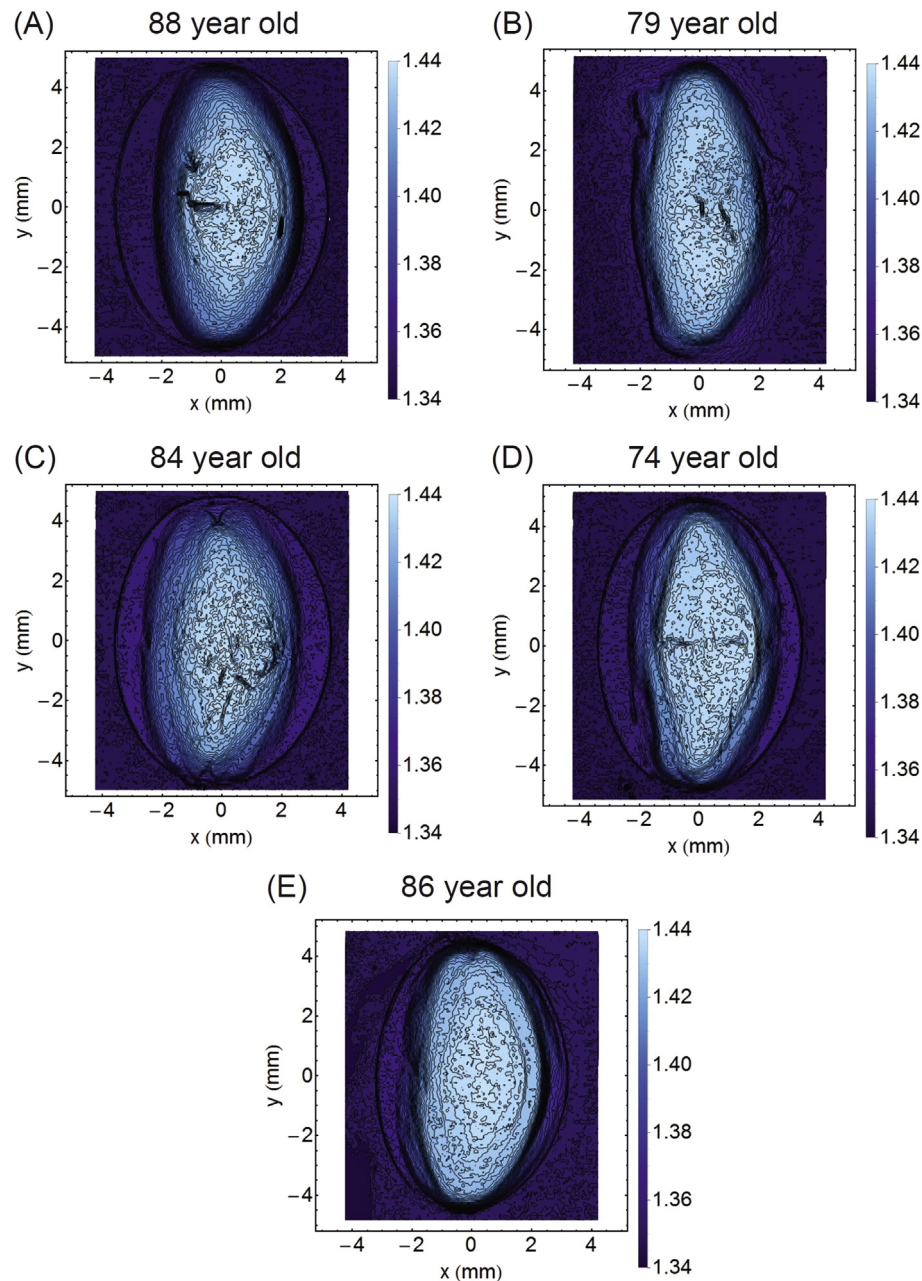 (A) 88 year old
4
2
0
−2
−4
y (mm)
−4 −2 0 2 4
x (mm)
1.44
1.42
1.40
1.38
1.36
1.34
(B) 79 year old
4
2
0
−2
−4
y (mm)
−4 −2 0 2 4
x (mm)
1.44
1.42
1.40
1.38
1.36
1.34
(C) 84 year old
4
2
0
−2
−4
y (mm)
−4 −2 0 2 4
x (mm)
1.44
1.42
1.40
1.38
1.36
1.34
(D) 74 year old
4
2
0
−2
−4
y (mm)
−4 −2 0 2 4
x (mm)
1.44
1.42
1.40
1.38
1.36
1.34
(E) 86 year old
4
2
0
−2
−4
y (mm)
−4 −2 0 2 4
x (mm)
1.44
1.42
1.40
1.38
1.36
1.34